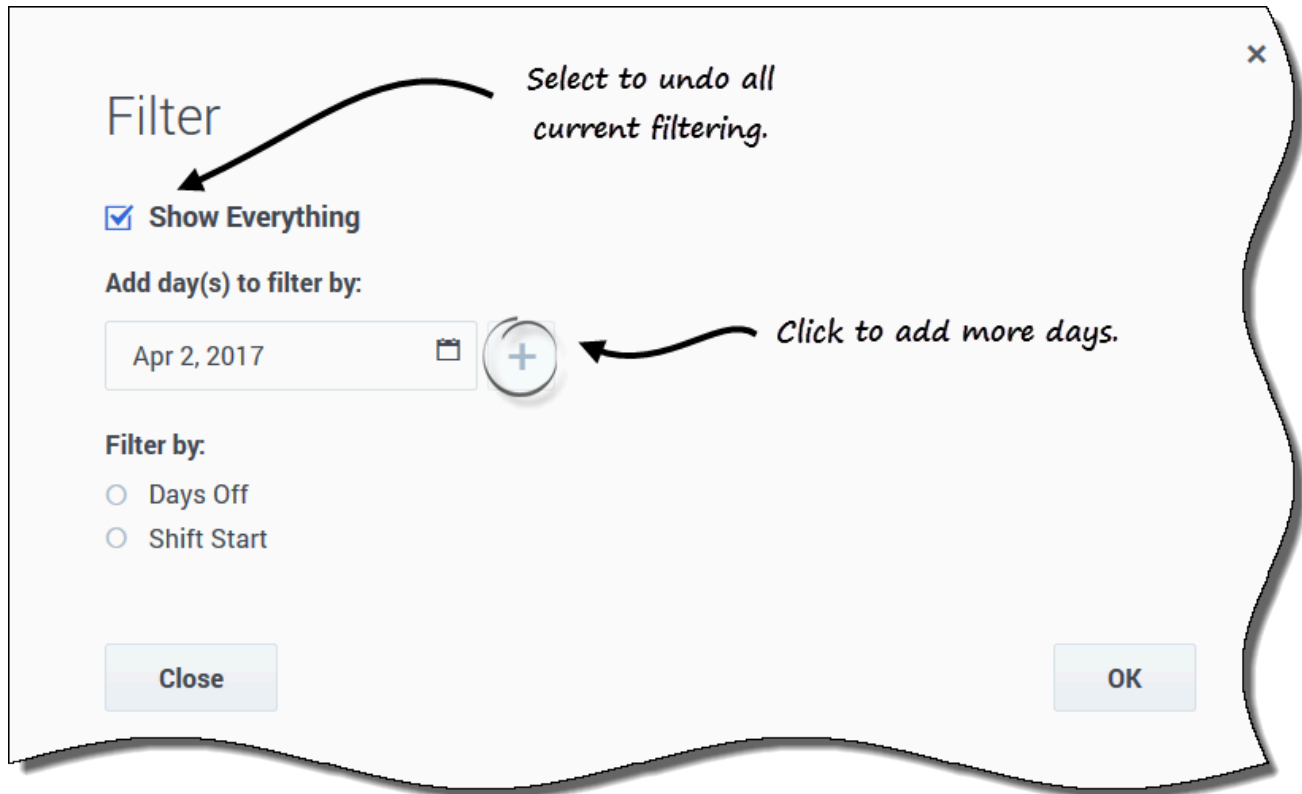 Select to undo all
current filtering.
×
Filter
Show Everything
Add day(s) to filter by:
Apr 2, 2017
+
Click to add more days.
Filter by:
Days Off
Shift Start
Close
OK